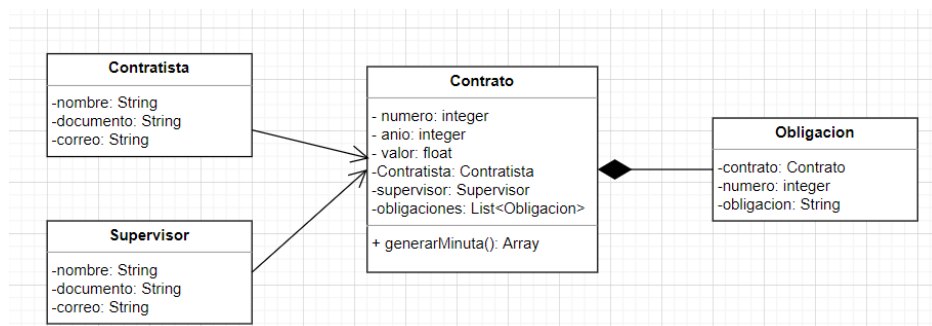 Contratista
-nombre: String
-documento: String
-correo: String
Supervisor
-nombre: String
-documento: String
-correo: String
Contrato
- numero: integer
- anio: integer
- valor: float
-Contratista: Contratista
-supervisor: Supervisor
-obligaciones: List<Obligacion>
+ generarMinuta(): Array
Obligacion
-contrato: Contrato
-numero: integer
-obligacion: String